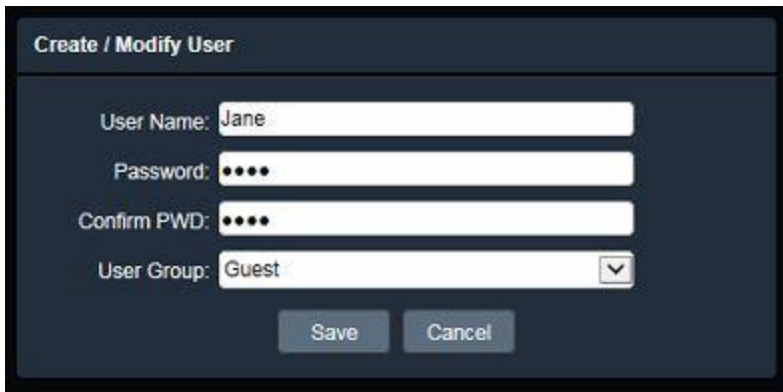 Create / Modify User
User Name: Jane
Password: ••••
Confirm PWD: ••••
User Group: Guest
Save Cancel